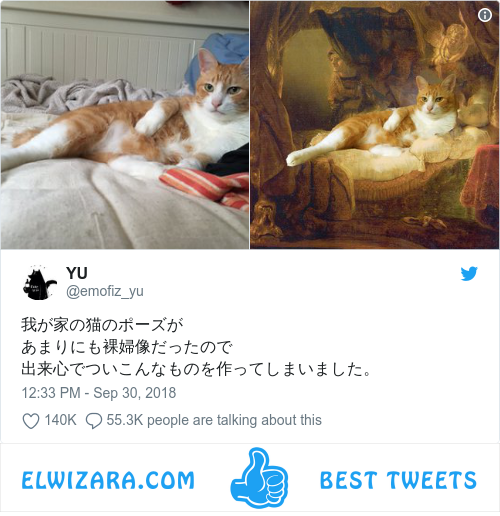 YU
@emofiz_yu
我が家の猫のポーズが
あまりにも裸婦像だったので
出来心でついこんなものを作ってしまいました。
12:33 PM - Sep 30, 2018
140K 55.3K people are talking about this
ELWIZARA.COM BEST TWEETS